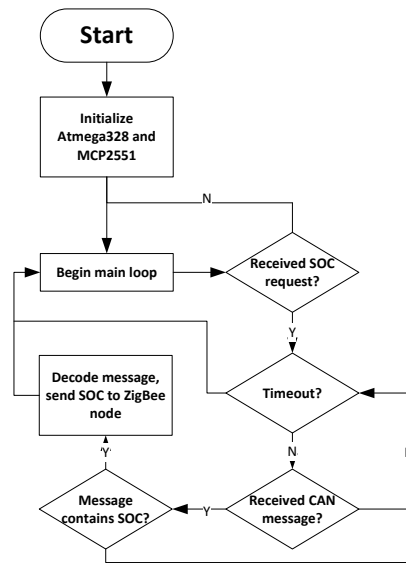 Start
Initialize
Atmega328 and
MCP2551
N
Begin main loop
Received SOC
request?
Y
Decode message,
send SOC to ZigBee
node
Timeout?
Y
N
Message
contains SOC?
Y
Received CAN
message?